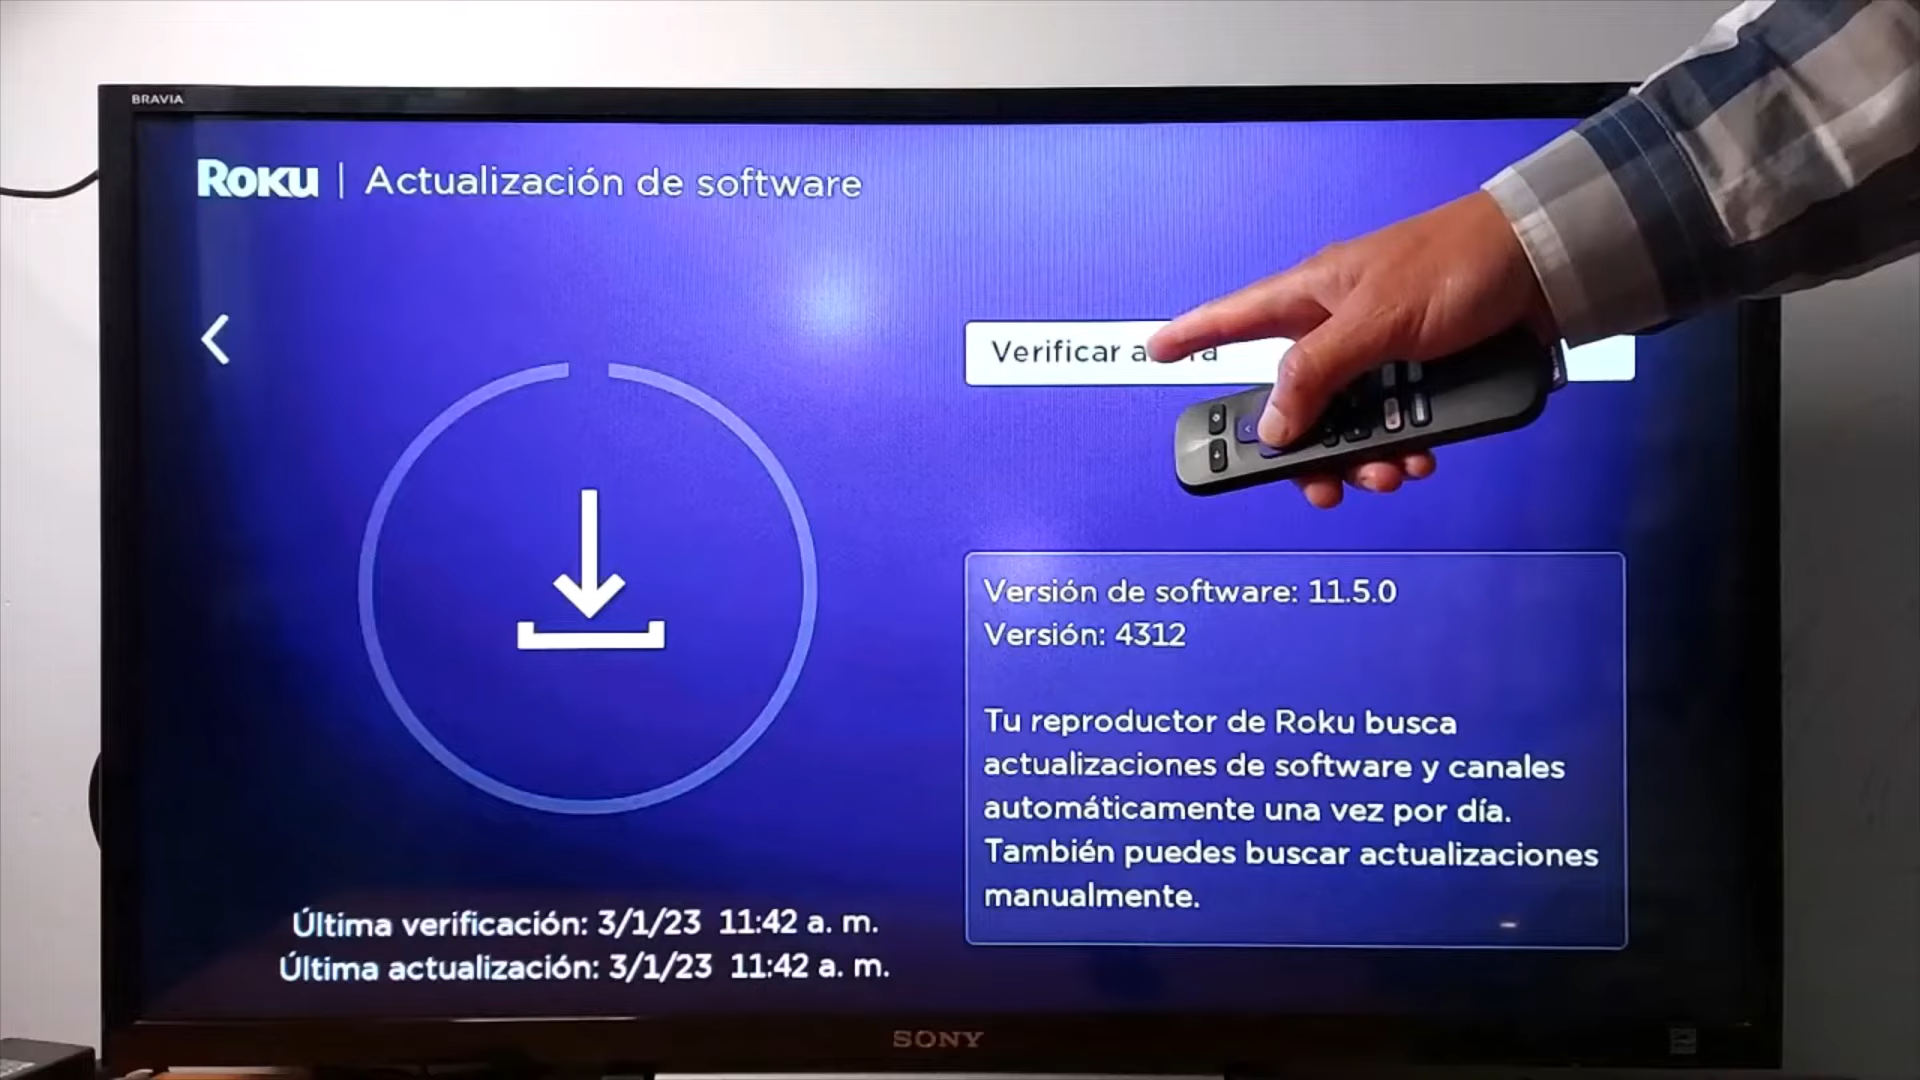 BRAVIA
ROKU | Actualización de software
Verificar
Versión de software: 11.5.0
Versión: 4312
Tu reproductor de Roku busca
actualizaciones de software y canales
automáticamente una vez por día.
También puedes buscar actualizaciones
manualmente.
Última verificación: 3/1/23 11:42 a. m.
Última actualización: 3/1/23 11:42 a. m.
SONY